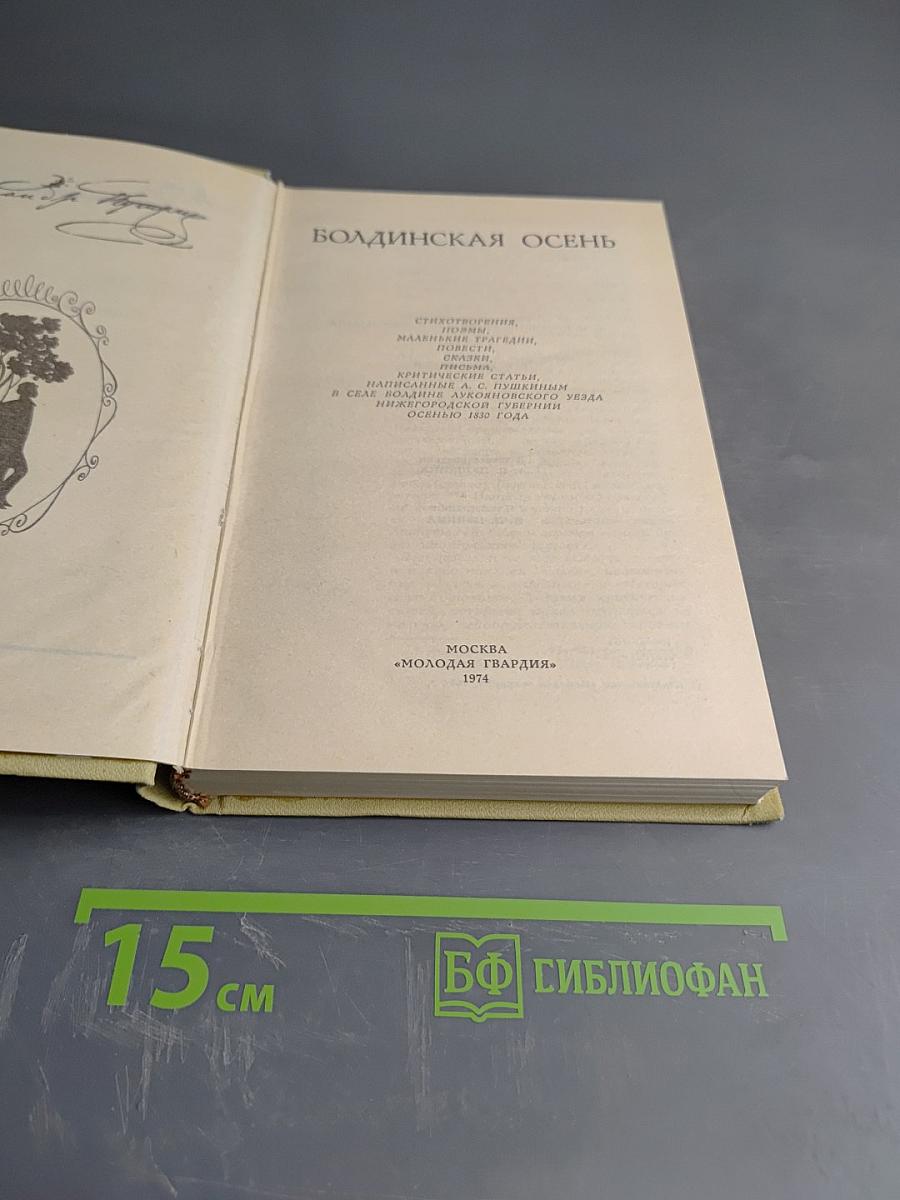 БОЛДИНСКАЯ ОСЕНЬ
СТИХОТВОРЕНИЯ,
ПОЭМЫ,
МАЛЕНЬКИЕ ТРАГЕДИИ,
ПОВЕСТИ,
СКАЗКИ,
ПИСЬМА,
КРИТИЧЕСКИЕ СТАТЬИ,
НАПИСАННЫЕ А. С. ПУШКИНЫМ
В СЕЛЕ БОЛДИНЕ ЛУКОЯНОВСКОГО УЕЗДА
НИЖЕГОРОДСКОЙ ГУБЕРНИИ
ОСЕНЬЮ 1830 ГОДА
МОСКВА
«МОЛОДАЯ ГВАРДИЯ»
1974
15 см
БФ ГИБЛИОФАН